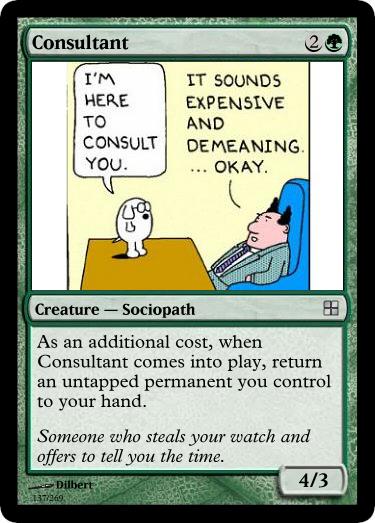 Consultant 2
I'M
HERE
TO
CONSULT
YOU.
IT SOUNDS
EXPENSIVE
AND
DEMEANING.
... OKAY.
Creature — Sociopath
As an additional cost, when
Consultant comes into play, return
an untapped permanent you control
to your hand.
Someone who steals your watch and
offers to tell you the time.
Dilbert
137/269
4/3